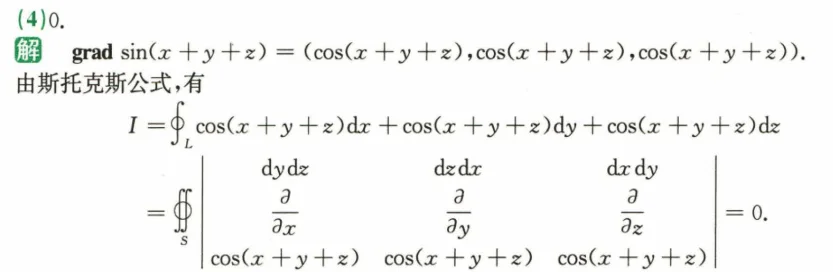 (4)0.
解 grad sin(x+y+z)=(cos(x+y+z),cos(x+y+z),cos(x+y+z)).
由斯托克斯公式,有
I=∮_L cos(x+y+z)dx+cos(x+y+z)dy+cos(x+y+z)dz
=∯_S | dydz dzdx dxdy
∂/∂x ∂/∂y ∂/∂z
cos(x+y+z) cos(x+y+z) cos(x+y+z) | =0.